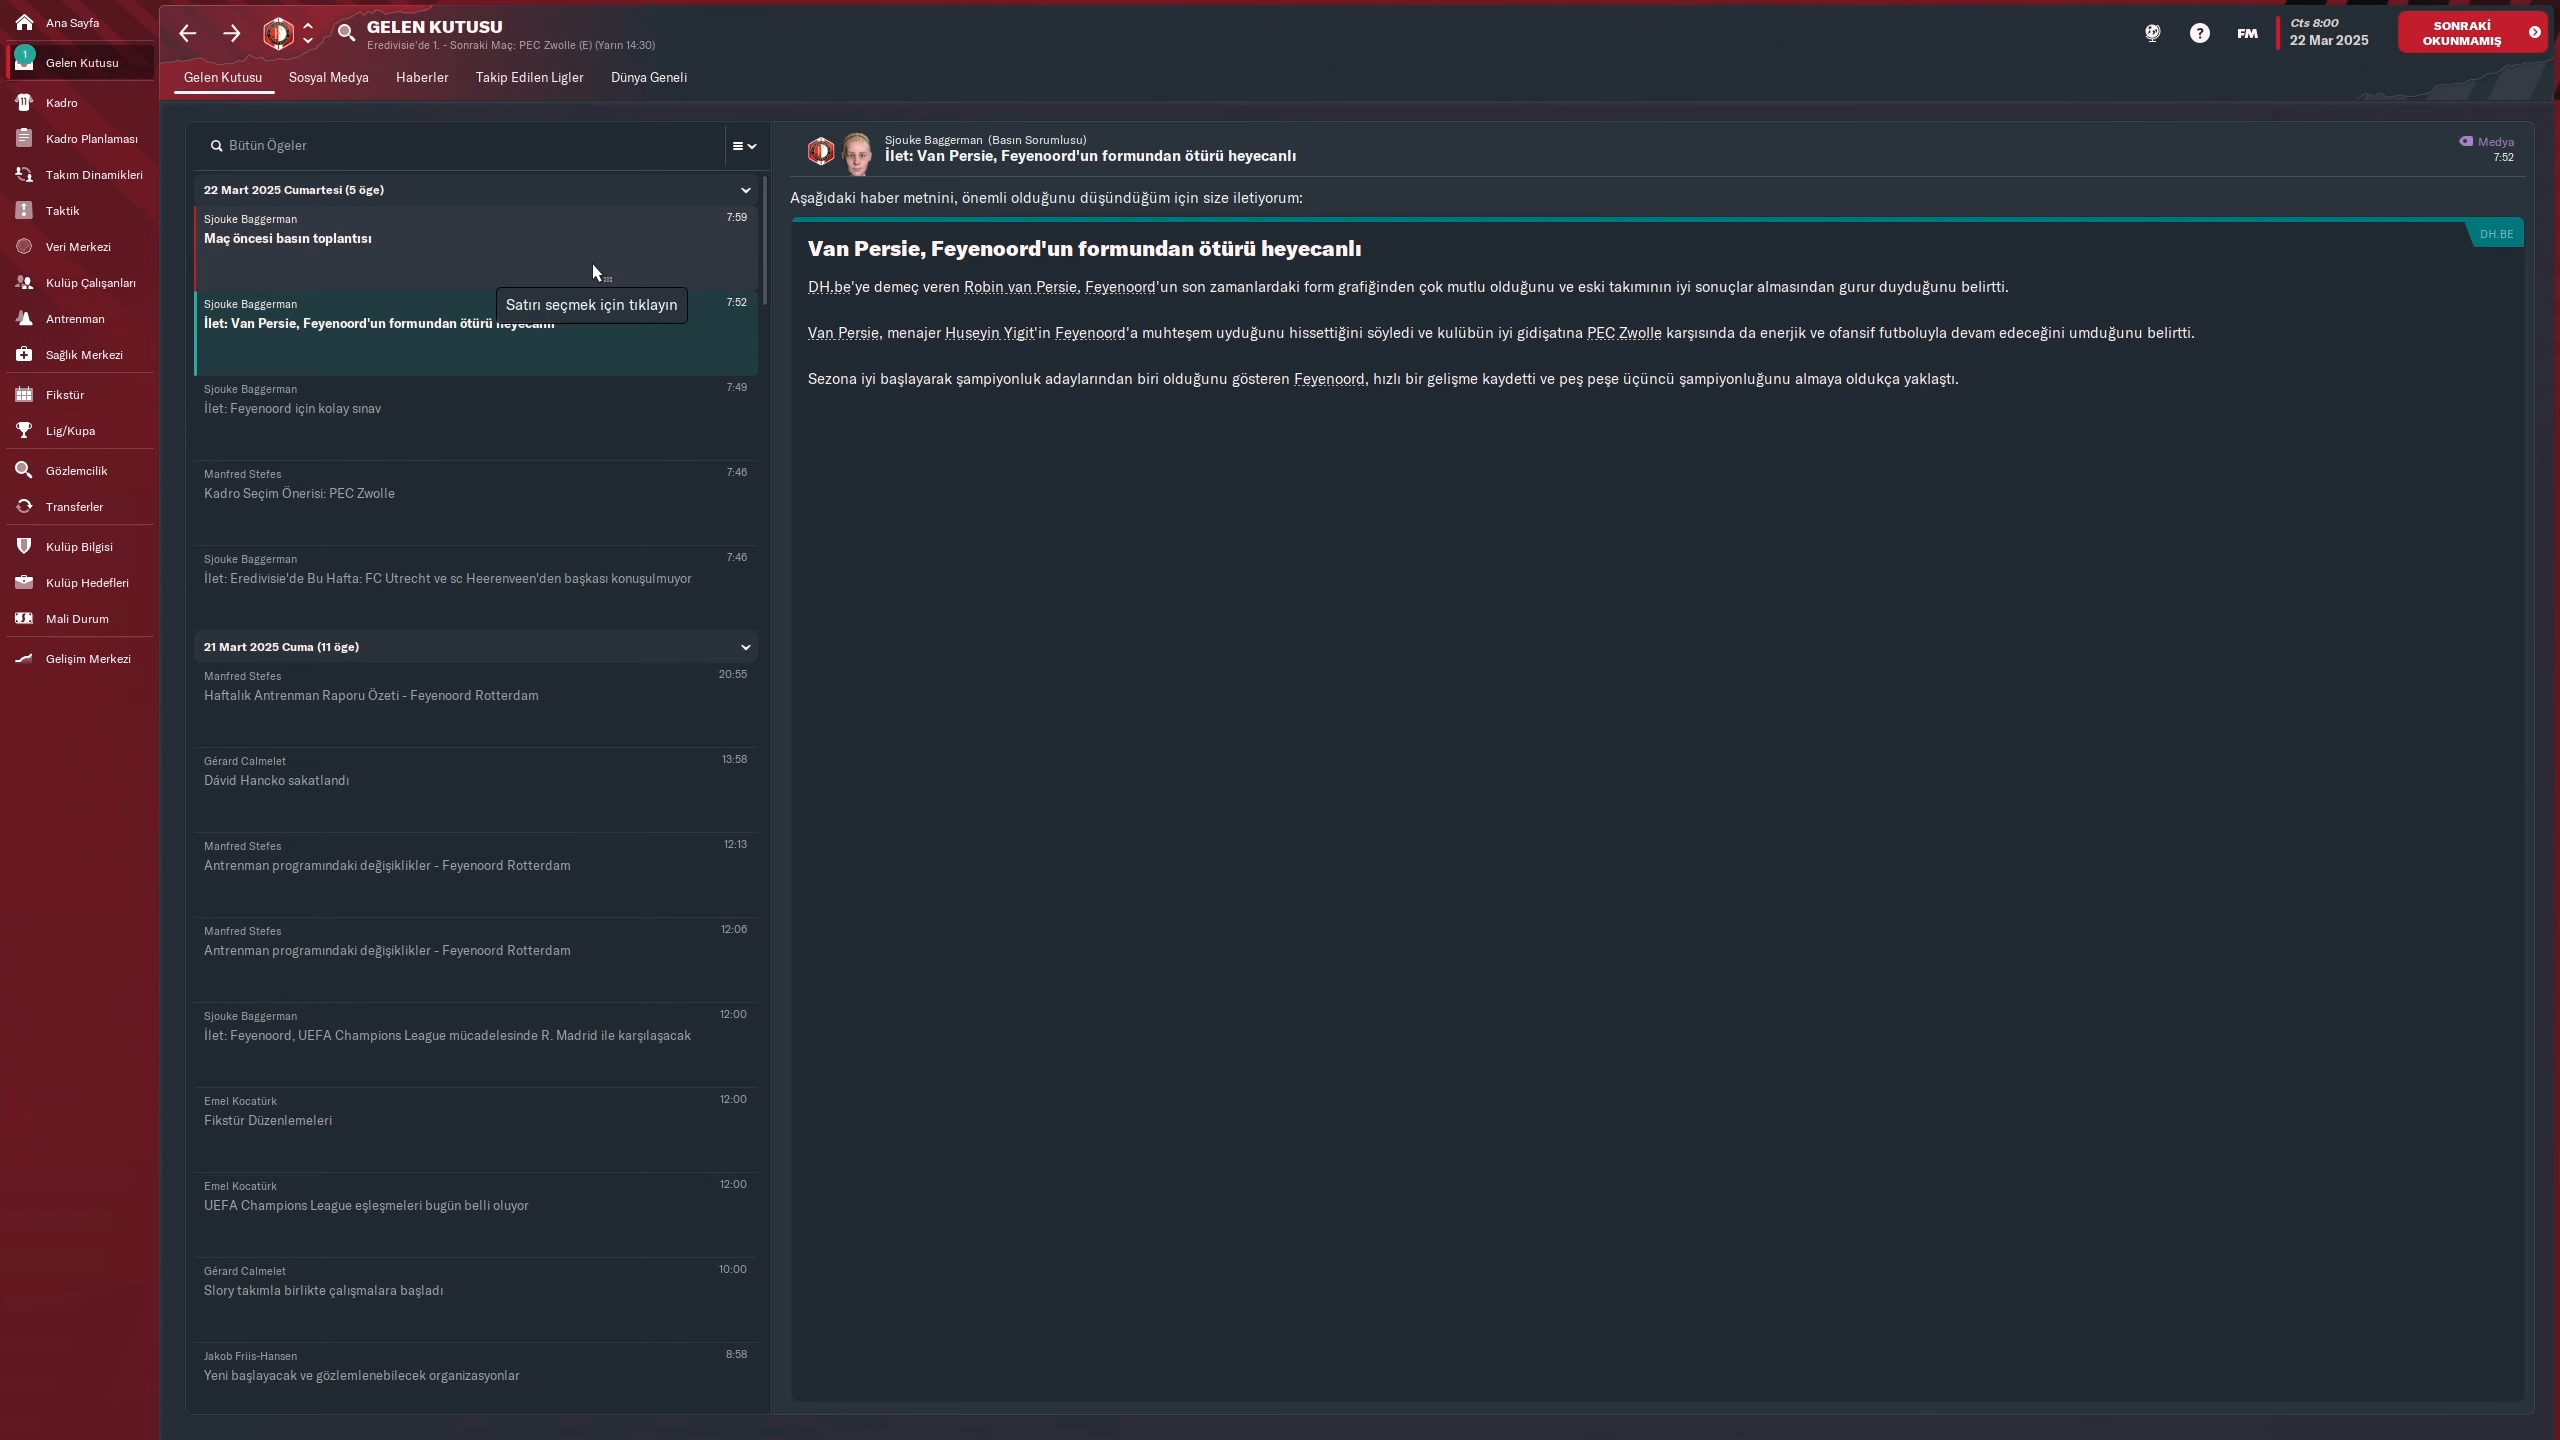 Ana Sayfa
1
Gelen Kutusu
Kadro
Kadro Planlaması
Takım Dinamikleri
Taktik
Veri Merkezi
Kulüp Çalışanları
Antrenman
Sağlık Merkezi
Fikstür
Lig/Kupa
Gözlemcilik
Transferler
Kulüp Bilgisi
Kulüp Hedefleri
Mali Durum
Gelişim Merkezi
GELEN KUTUSU
Eredivisie'de 1. - Sonraki Maç: PEC Zwolle (E) (Yarın 14:30)
FM
Cts 8:00
22 Mar 2025
SONRAKİ
OKUNMAMIŞ
Gelen Kutusu
Sosyal Medya
Haberler
Takip Edilen Ligler
Dünya Geneli
Bütün Ögeler
22 Mart 2025 Cumartesi (5 öge)
Sjouke Baggerman 7:59
Maç öncesi basın toplantısı
Satırı seçmek için tıklayın
Sjouke Baggerman 7:52
İlet: Van Persie, Feyenoord'un formundan ötürü heyecanlı
Sjouke Baggerman 7:49
İlet: Feyenoord için kolay sınav
Manfred Stefes 7:46
Kadro Seçim Önerisi: PEC Zwolle
Sjouke Baggerman 7:46
İlet: Eredivisie'de Bu Hafta: FC Utrecht ve sc Heerenveen'den başkası konuşulmuyor
21 Mart 2025 Cuma (11 öge)
Manfred Stefes 20:55
Haftalık Antrenman Raporu Özeti - Feyenoord Rotterdam
Gérard Calmelet 13:58
Dávid Hancko sakatlandı
Manfred Stefes 12:13
Antrenman programındaki değişiklikler - Feyenoord Rotterdam
Manfred Stefes 12:06
Antrenman programındaki değişiklikler - Feyenoord Rotterdam
Sjouke Baggerman 12:00
İlet: Feyenoord, UEFA Champions League mücadelesinde R. Madrid ile karşılaşacak
Emel Kocatürk 12:00
Fikstür Düzenlemeleri
Emel Kocatürk 12:00
UEFA Champions League eşleşmeleri bugün belli oluyor
Gérard Calmelet 10:00
Slory takımla birlikte çalışmalara başladı
Jakob Friis-Hansen 8:58
Yeni başlayacak ve gözlemlenebilecek organizasyonlar
Sjouke Baggerman (Basın Sorumlusu)
İlet: Van Persie, Feyenoord'un formundan ötürü heyecanlı
Medya
7:52
Aşağıdaki haber metnini, önemli olduğunu düşündüğüm için size iletiyorum:
DH.BE
Van Persie, Feyenoord'un formundan ötürü heyecanlı
DH.be'ye demeç veren Robin van Persie, Feyenoord'un son zamanlardaki form grafiğinden çok mutlu olduğunu ve eski takımının iyi sonuçlar almasından gurur duyduğunu belirtti.
Van Persie, menajer Huseyin Yigit'in Feyenoord'a muhteşem uyduğunu hissettiğini söyledi ve kulübün iyi gidişatına PEC Zwolle karşısında da enerjik ve ofansif futboluyla devam edeceğini umduğunu belirtti.
Sezona iyi başlayarak şampiyonluk adaylarından biri olduğunu gösteren Feyenoord, hızlı bir gelişme kaydetti ve peş peşe üçüncü şampiyonluğunu almaya oldukça yaklaştı.